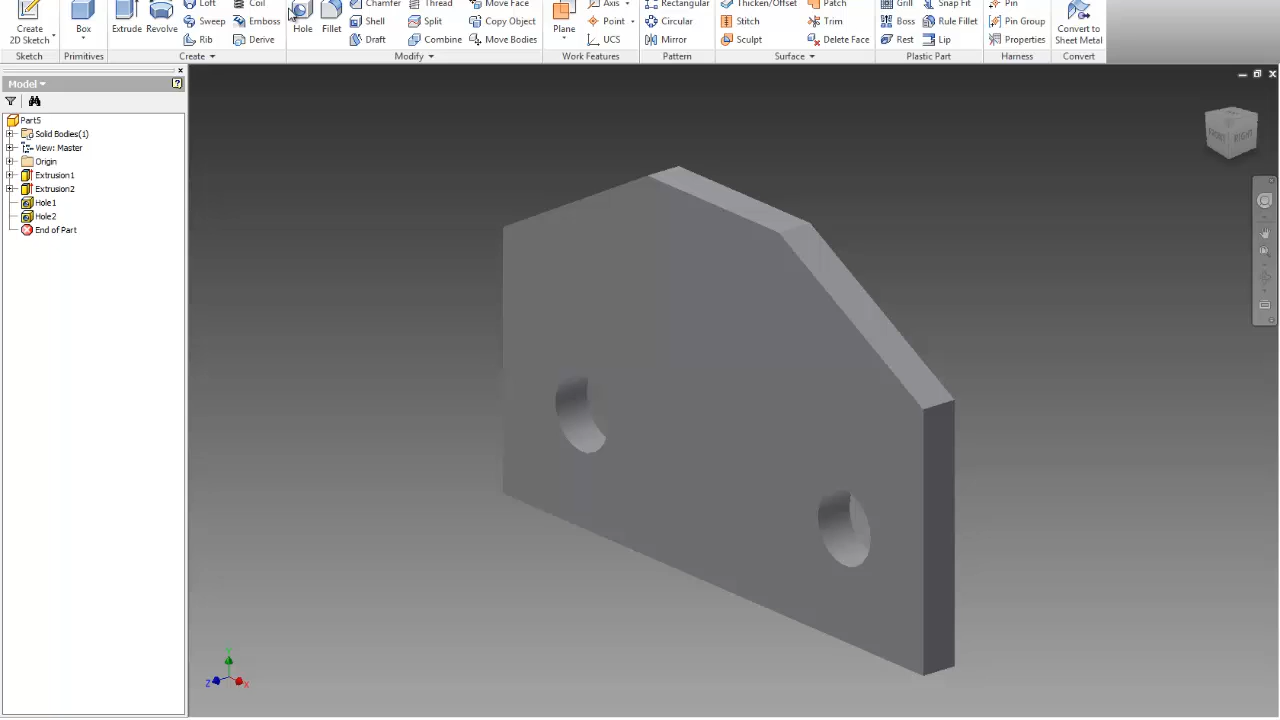 Loft Coil Chamfer Thread Move Face Axis Rectangular Thicken/Offset Patch Grill Snap Fit Pin
Create 2D Sketch Box Extrude Revolve Sweep Emboss Hole Fillet Shell Split Copy Object Plane Point Circular Stitch Trim Boss Rule Fillet Pin Group Convert to Sheet Metal
Rib Derive Draft Combine Move Bodies UCS Mirror Sculpt Delete Face Rest Lip Properties
Sketch Primitives Create Modify Work Features Pattern Surface Plastic Part Harness Convert
Model
Part5
Solid Bodies(1)
View: Master
Origin
Extrusion1
Extrusion2
Hole1
Hole2
End of Part
FRONT RIGHT
Y
Z X